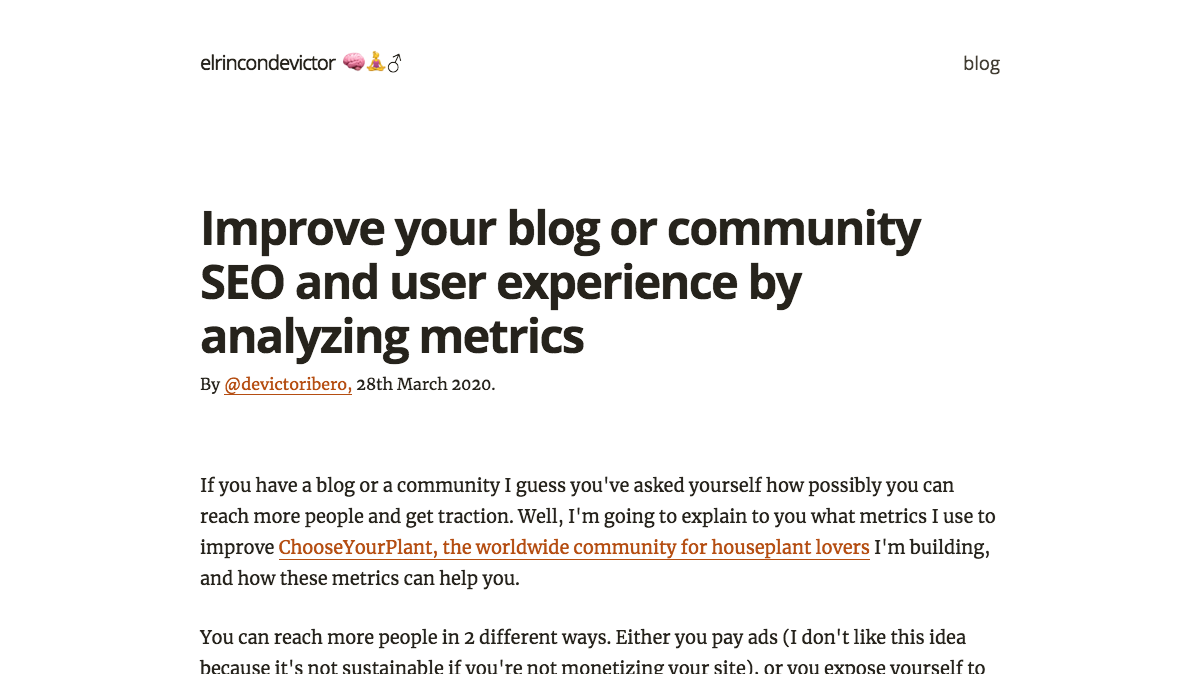 elrincondevictor 🧠🧘♂
blog
Improve your blog or community
SEO and user experience by
analyzing metrics
By @devictoribero, 28th March 2020.
If you have a blog or a community I guess you've asked yourself how possibly you can
reach more people and get traction. Well, I'm going to explain to you what metrics I use to
improve ChooseYourPlant, the worldwide community for houseplant lovers I'm building,
and how these metrics can help you.
You can reach more people in 2 different ways. Either you pay ads (I don't like this idea
because it's not sustainable if you're not monetizing your site), or you expose yourself to